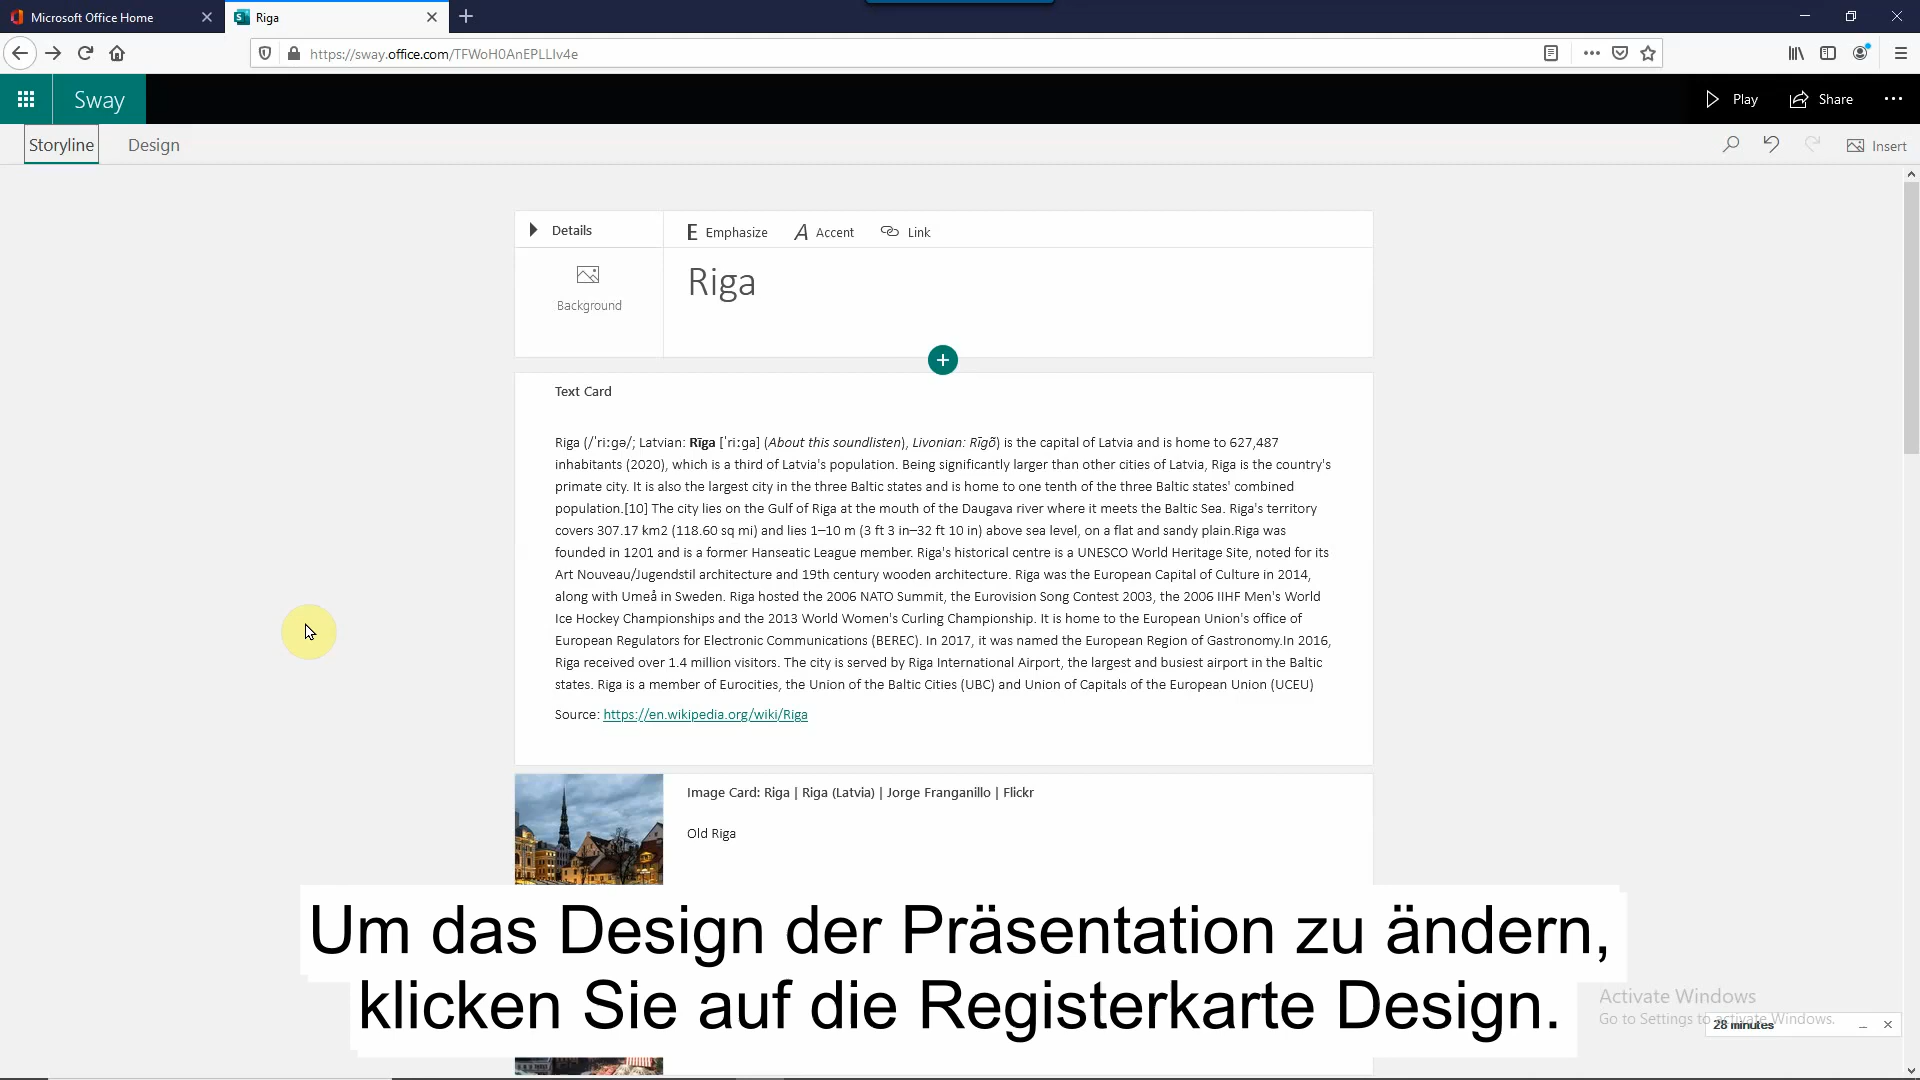 Microsoft Office Home
Riga
https://sway.office.com/TFWoH0AnEPLLIv4e
Sway
Play
Share
Storyline
Design
Insert
Details
E Emphasize
A Accent
Link
Background
Riga
Text Card
Riga (/ˈriːɡə/; Latvian: Rīga [ˈriːɡa] (About this soundlisten), Livonian: Rīgõ) is the capital of Latvia and is home to 627,487
inhabitants (2020), which is a third of Latvia's population. Being significantly larger than other cities of Latvia, Riga is the country's
primate city. It is also the largest city in the three Baltic states and is home to one tenth of the three Baltic states' combined
population.[10] The city lies on the Gulf of Riga at the mouth of the Daugava river where it meets the Baltic Sea. Riga's territory
covers 307.17 km2 (118.60 sq mi) and lies 1–10 m (3 ft 3 in–32 ft 10 in) above sea level, on a flat and sandy plain.Riga was
founded in 1201 and is a former Hanseatic League member. Riga's historical centre is a UNESCO World Heritage Site, noted for its
Art Nouveau/Jugendstil architecture and 19th century wooden architecture. Riga was the European Capital of Culture in 2014,
along with Umeå in Sweden. Riga hosted the 2006 NATO Summit, the Eurovision Song Contest 2003, the 2006 IIHF Men's World
Ice Hockey Championships and the 2013 World Women's Curling Championship. It is home to the European Union's office of
European Regulators for Electronic Communications (BEREC). In 2017, it was named the European Region of Gastronomy.In 2016,
Riga received over 1.4 million visitors. The city is served by Riga International Airport, the largest and busiest airport in the Baltic
states. Riga is a member of Eurocities, the Union of the Baltic Cities (UBC) and Union of Capitals of the European Union (UCEU)
Source: https://en.wikipedia.org/wiki/Riga
Image Card: Riga | Riga (Latvia) | Jorge Franganillo | Flickr
Old Riga
Um das Design der Präsentation zu ändern,
klicken Sie auf die Registerkarte Design.
Activate Windows
Go to Settings to activate Windows.
28 minutes